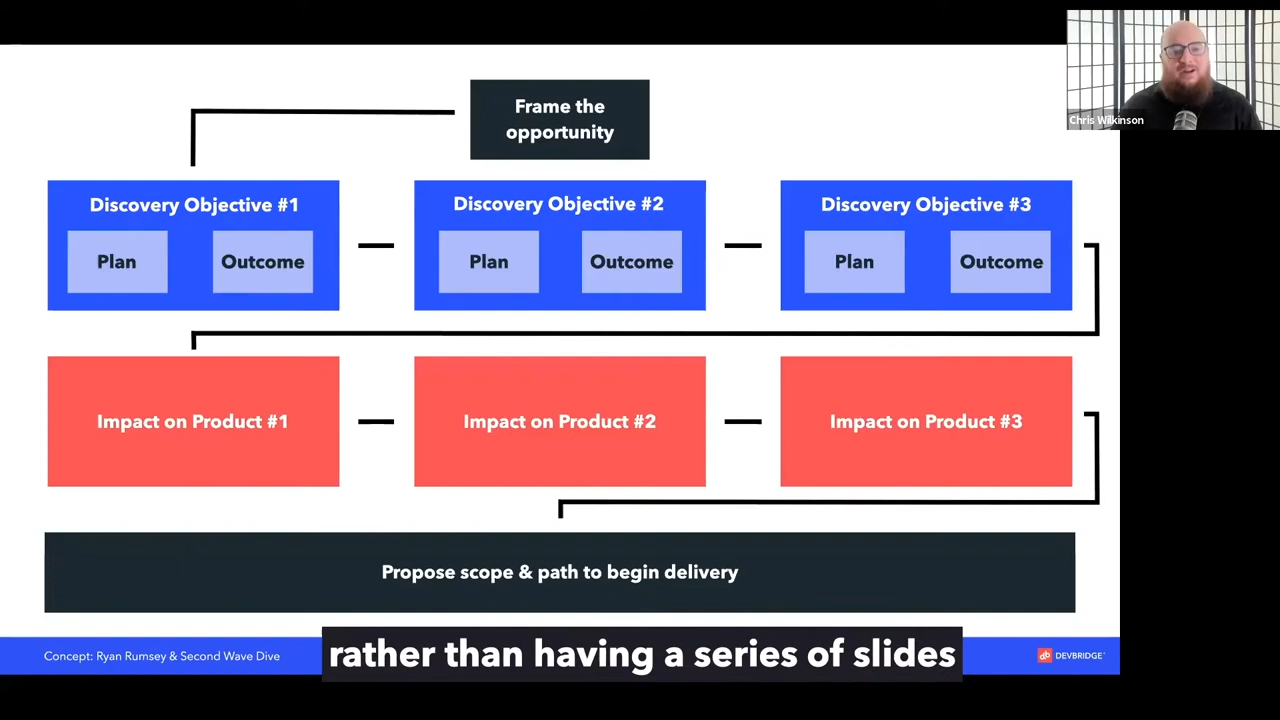 Frame the
opportunity
Chris Wilkinson
Discovery Objective #1
Plan
Outcome
Discovery Objective #2
Plan
Outcome
Discovery Objective #3
Plan
Outcome
Impact on Product #1
Impact on Product #2
Impact on Product #3
Propose scope & path to begin delivery
rather than having a series of slides
Concept: Ryan Rumsey & Second Wave Dive
db DEVBRIDGE